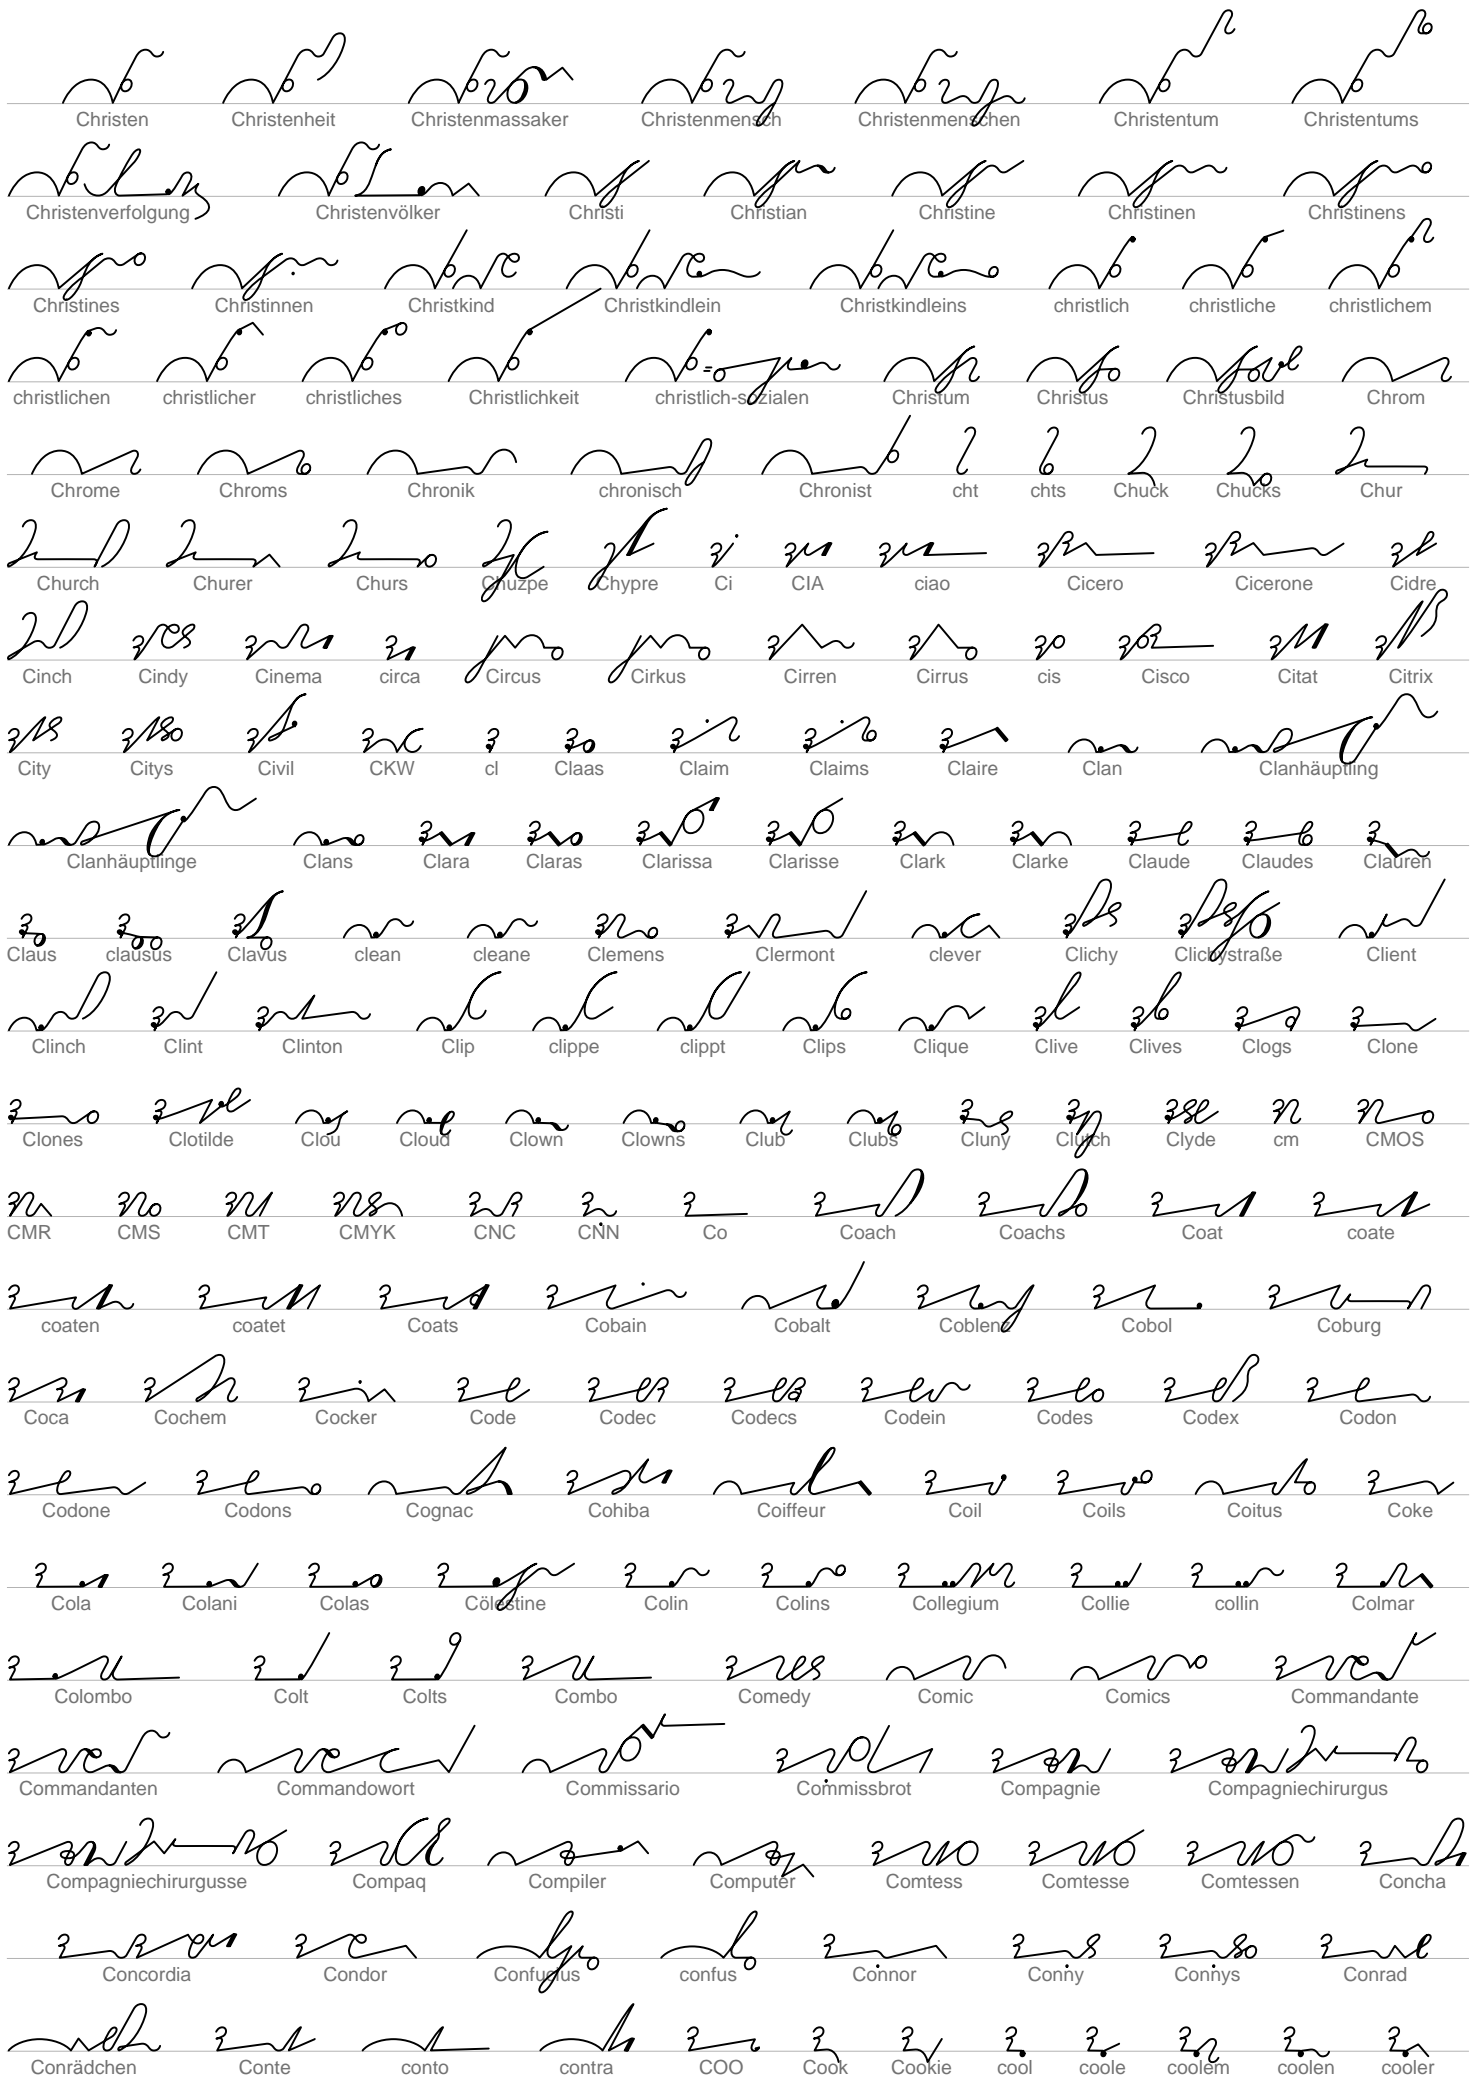 Christen Christenheit Christenmassaker Christenmensch Christenmenschen Christentum Christentums
Christenverfolgung Christenvölker Christi Christian Christine Christinen Christinens
Christines Christinnen Christkind Christkindlein Christkindleins christlich christliche christlichem
christlichen christlicher christliches Christlichkeit christlich-sozialen Christum Christus Christusbild Chrom
Chrome Chroms Chronik chronisch Chronist cht chts Chuck Chucks Chur
Church Churer Churs Chuzpe Chypre Ci CIA ciao Cicero Cicerone Cidre
Cinch Cindy Cinema circa Circus Cirkus Cirren Cirrus cis Cisco Citat Citrix
City Citys Civil CKW cl Claas Claim Claims Claire Clan Clanhäuptling
Clanhäuptlinge Clans Clara Claras Clarissa Clarisse Clark Clarke Claude Claudes Clauren
Claus clausus Clavus clean cleane Clemens Clermont clever Clichy Clichystraße Client
Clinch Clint Clinton Clip clippe clippt Clips Clique Clive Clives Clogs Clone
Clones Clotilde Clou Cloud Clown Clowns Club Clubs Cluny Clutch Clyde cm CMOS
CMR CMS CMT CMYK CNC CNN Co Coach Coachs Coat coate
coaten coatet Coats Cobain Cobalt Coblenz Cobol Coburg
Coca Cochem Cocker Code Codec Codecs Codein Codes Codex Codon
Codone Codons Cognac Cohiba Coiffeur Coil Coils Coitus Coke
Cola Colani Colas Cölestine Colin Colins Collegium Collie collin Colmar
Colombo Colt Colts Combo Comedy Comic Comics Commandante
Commandanten Commandowort Commissario Commissbrot Compagnie Compagniechirurgus
Compagniechirurgusse Compaq Compiler Computer Comtess Comtesse Comtessen Concha
Concordia Condor Confucius confus Connor Conny Connys Conrad
Conrädchen Conte conto contra COO Cook Cookie cool coole coolem coolen cooler